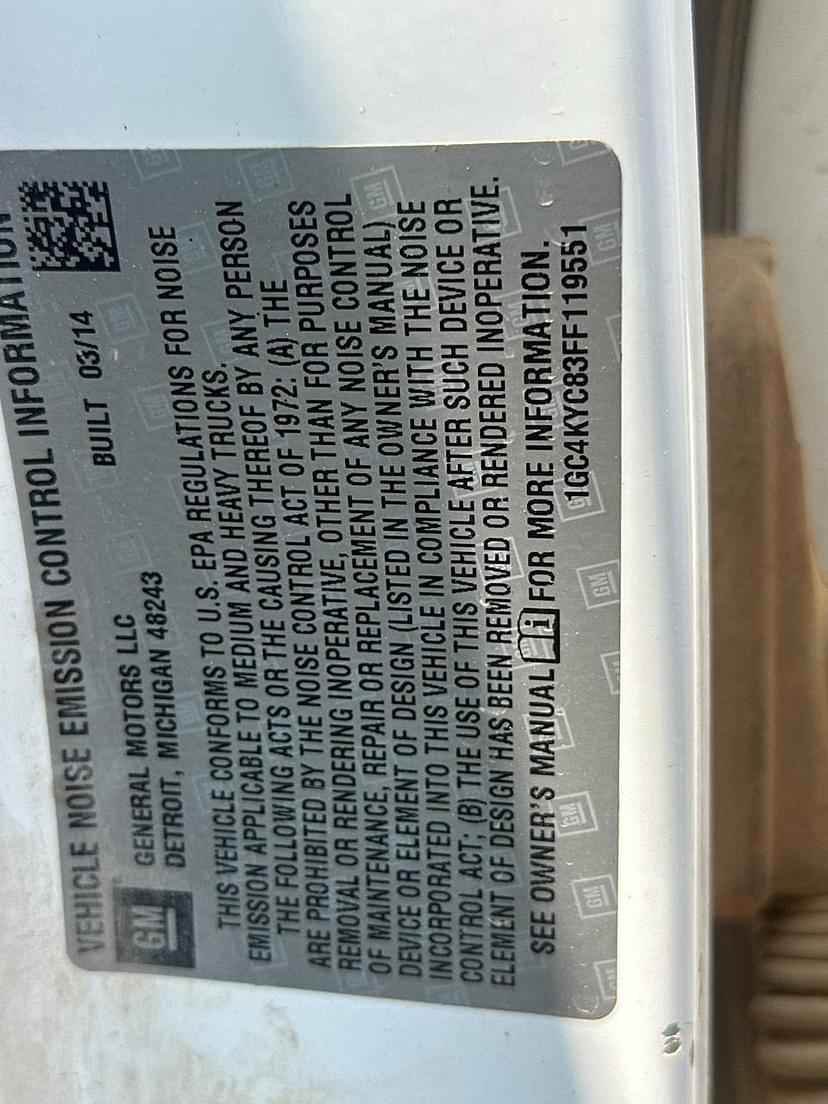 VEHICLE NOISE EMISSION CONTROL INFORMATION
GM
GENERAL MOTORS LLC
DETROIT, MICHIGAN 48243
BUILT 03/14
THIS VEHICLE CONFORMS TO U.S. EPA REGULATIONS FOR NOISE
EMISSION APPLICABLE TO MEDIUM AND HEAVY TRUCKS.
THE FOLLOWING ACTS OR THE CAUSING THEREOF BY ANY PERSON
ARE PROHIBITED BY THE NOISE CONTROL ACT OF 1972: (A) THE
REMOVAL OR RENDERING INOPERATIVE, OTHER THAN FOR PURPOSES
OF MAINTENANCE, REPAIR OR REPLACEMENT OF ANY NOISE CONTROL
DEVICE OR ELEMENT OF DESIGN (LISTED IN THE OWNER'S MANUAL)
INCORPORATED INTO THIS VEHICLE IN COMPLIANCE WITH THE NOISE
CONTROL ACT; (B) THE USE OF THIS VEHICLE AFTER SUCH DEVICE OR
ELEMENT OF DESIGN HAS BEEN REMOVED OR RENDERED INOPERATIVE.
SEE OWNER'S MANUAL i FOR MORE INFORMATION.
1GC4KYC83FF119551